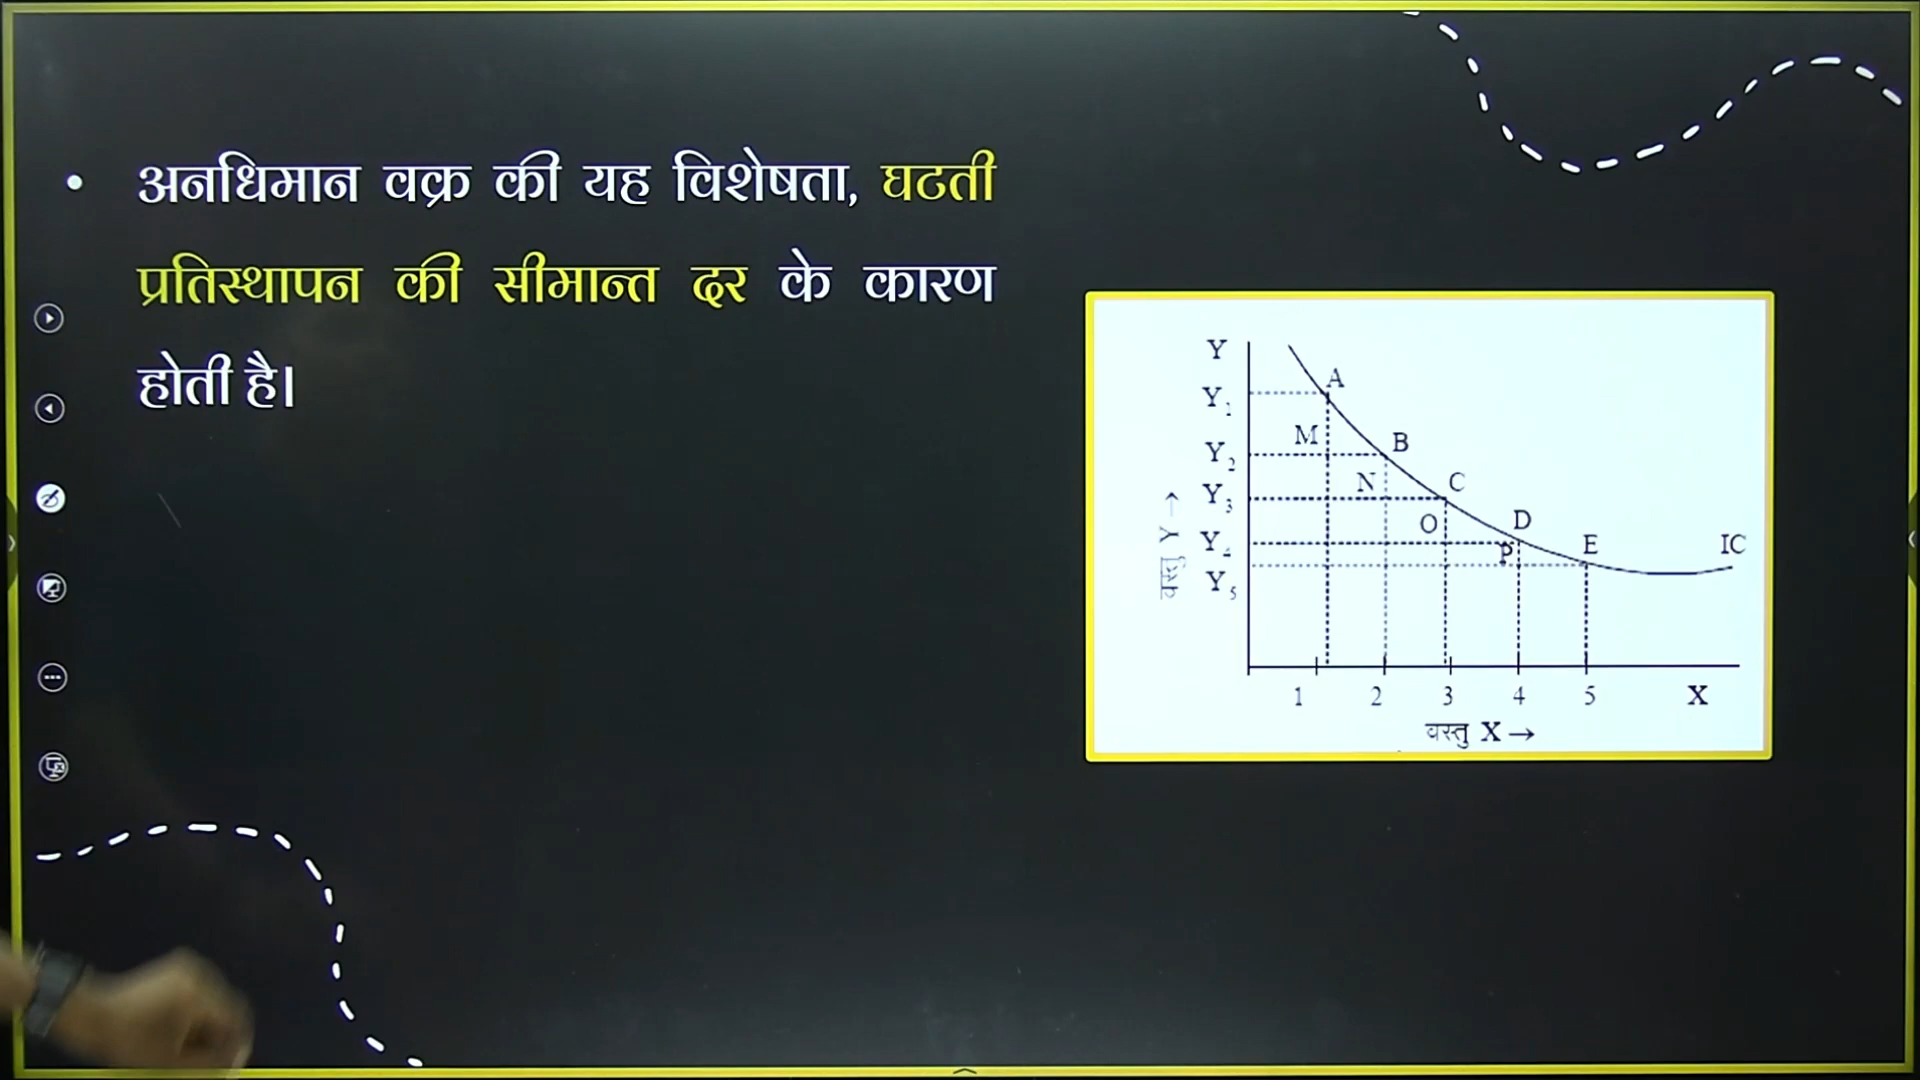 • अनधिमान वक्र की यह विशेषता, घटती
प्रतिस्थापन की सीमान्त दर के कारण
होती है।
Y
A
Y₁
M
B
Y₂
N
C
Y₃
O
D
Y₄
P
E
IC
Y₅
वस्तु Y →
1 2 3 4 5 X
वस्तु X →